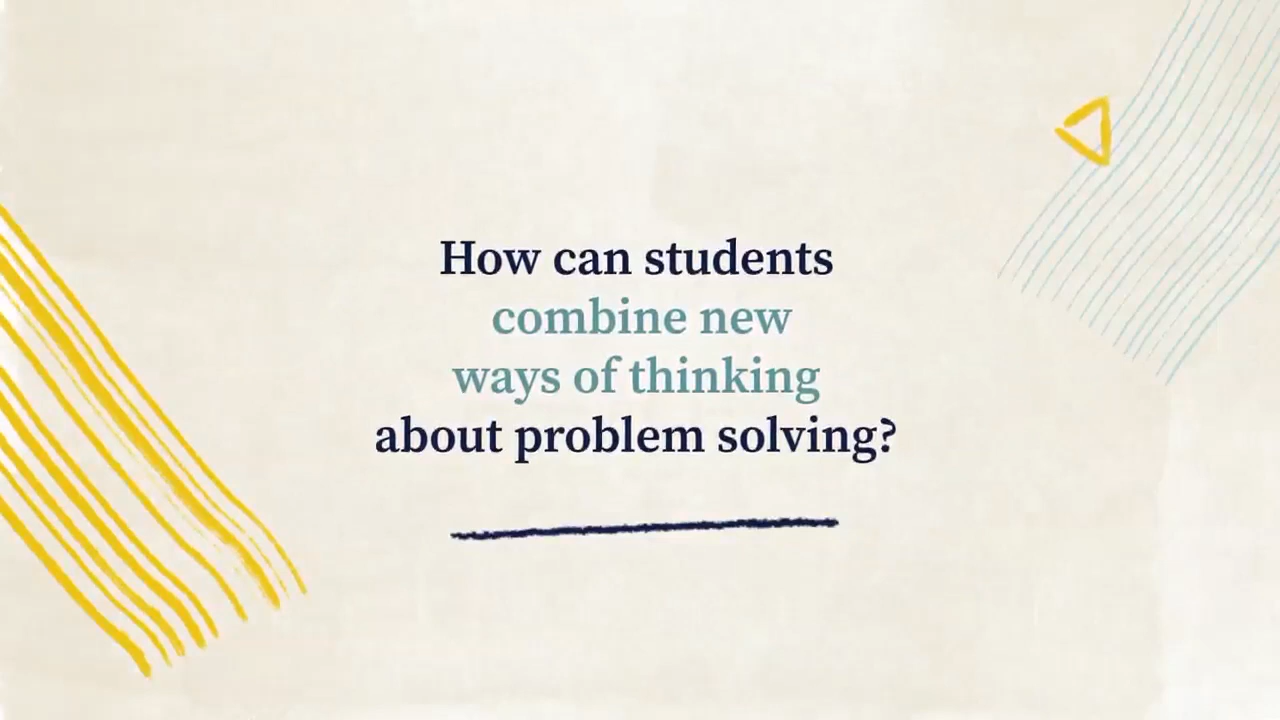 How can students
combine new
ways of thinking
about problem solving?